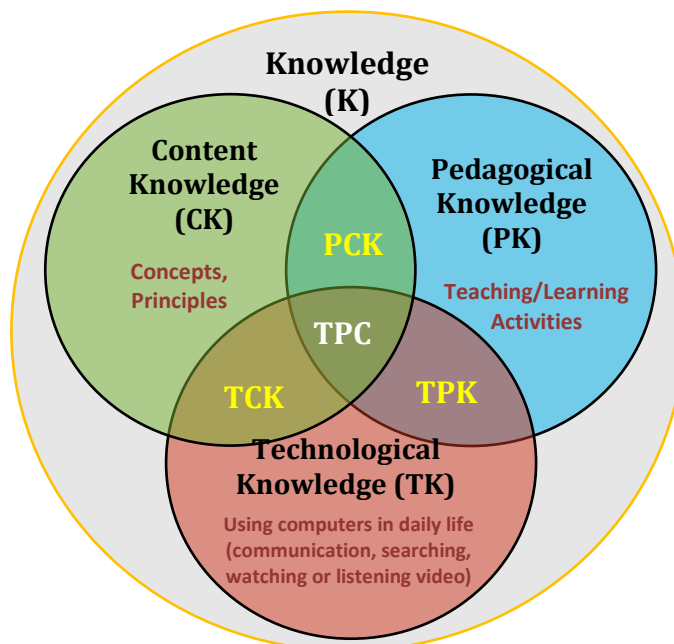 Knowledge
(K)
Content
Knowledge
(CK)
Concepts,
Principles
Pedagogical
Knowledge
(PK)
Teaching/Learning
Activities
PCK
TPC
TCK
TPK
Technological
Knowledge (TK)
Using computers in daily life
(communication, searching,
watching or listening video)